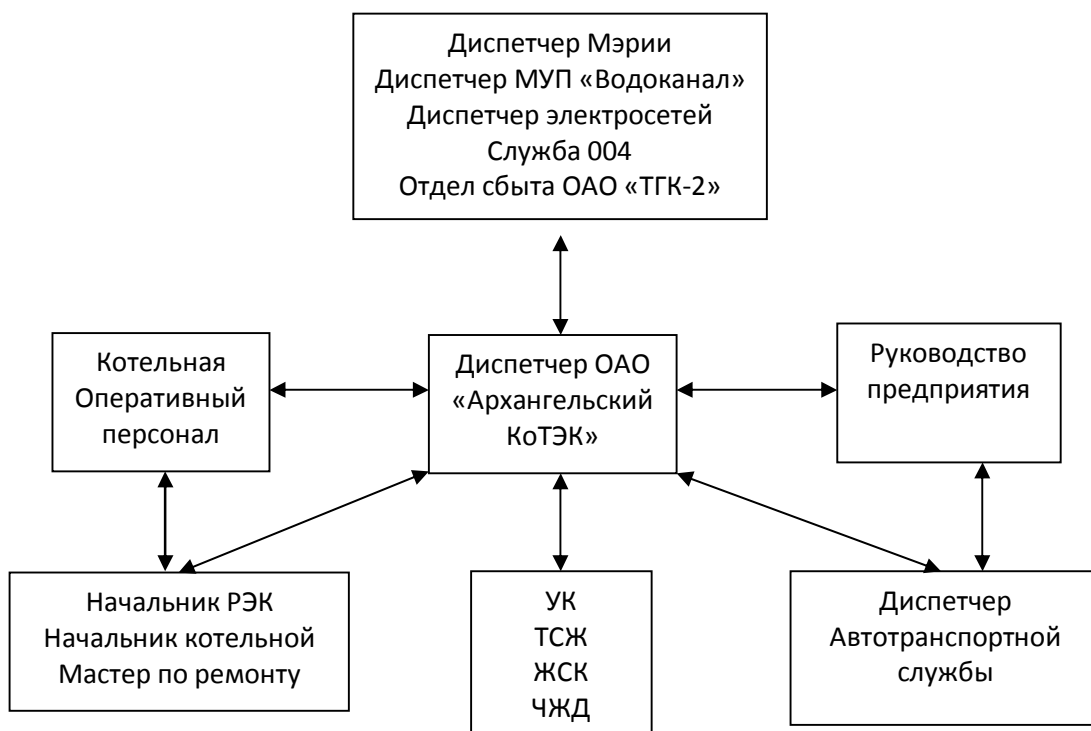 Диспетчер Мэрии
Диспетчер МУП «Водоканал»
Диспетчер электросетей
Служба 004
Отдел сбыта ОАО «ТГК-2»
Котельная
Оперативный
персонал
Диспетчер ОАО
«Архангельский
КоТЭК»
Руководство
предприятия
Начальник РЭК
Начальник котельной
Мастер по ремонту
УК
ТСЖ
ЖСК
ЧЖД
Диспетчер
Автотранспортной
службы